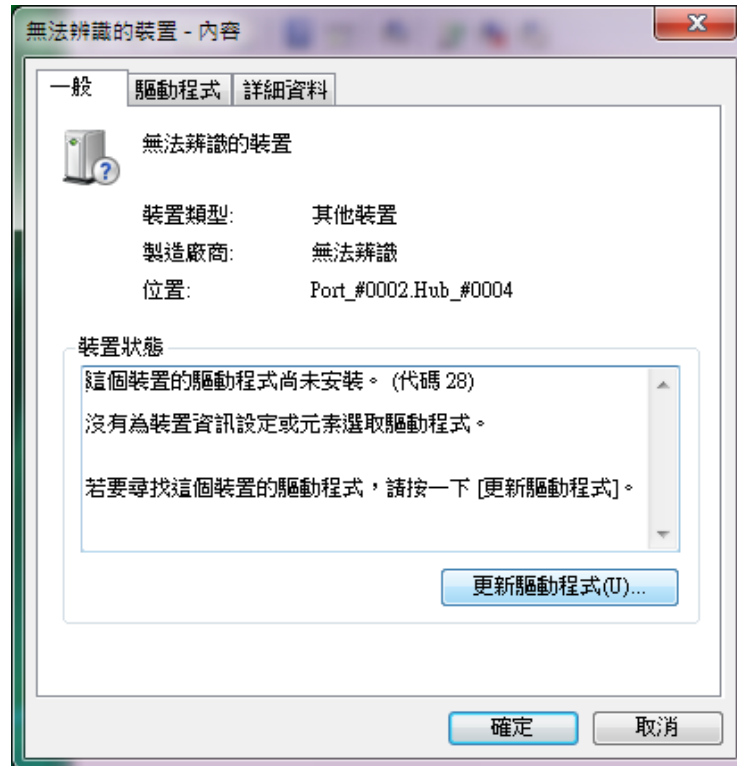 無法辨識的裝置 - 內容
一般 驅動程式 詳細資料
無法辨識的裝置
裝置類型: 其他裝置
製造廠商: 無法辨識
位置: Port_#0002.Hub_#0004
裝置狀態
這個裝置的驅動程式尚未安裝。 (代碼 28)
沒有為裝置資訊設定或元素選取驅動程式。
若要尋找這個裝置的驅動程式,請按一下 [更新驅動程式]。
更新驅動程式(U)...
確定 取消